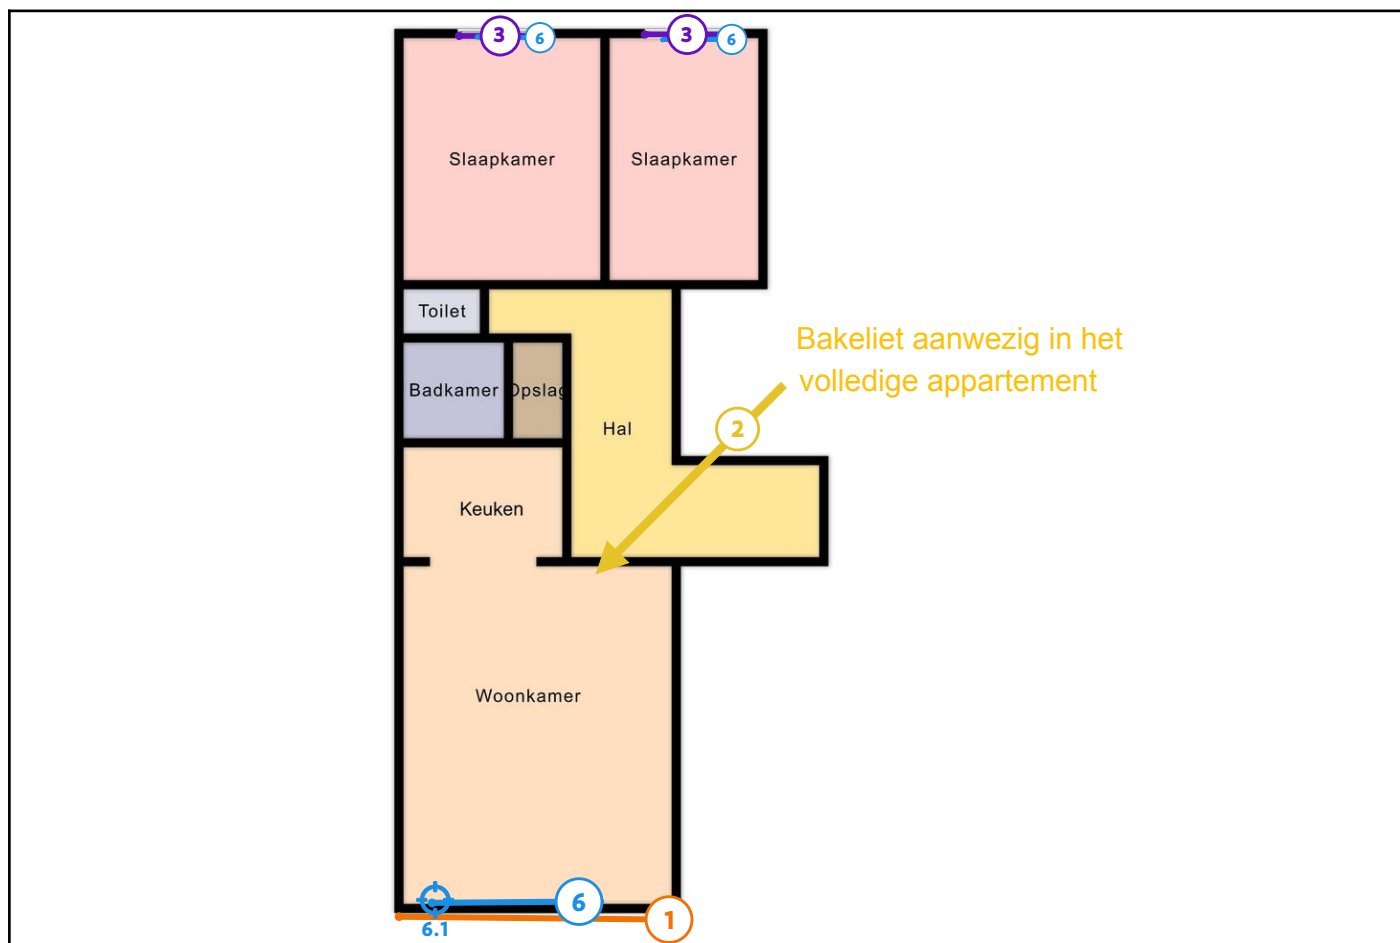 3
6
3
6
Slaapkamer
Slaapkamer
Toilet
Bakeliet aanwezig in het
volledige appartement
Badkamer
Opslag
Hal
2
Keuken
Woonkamer
6
1
6.1